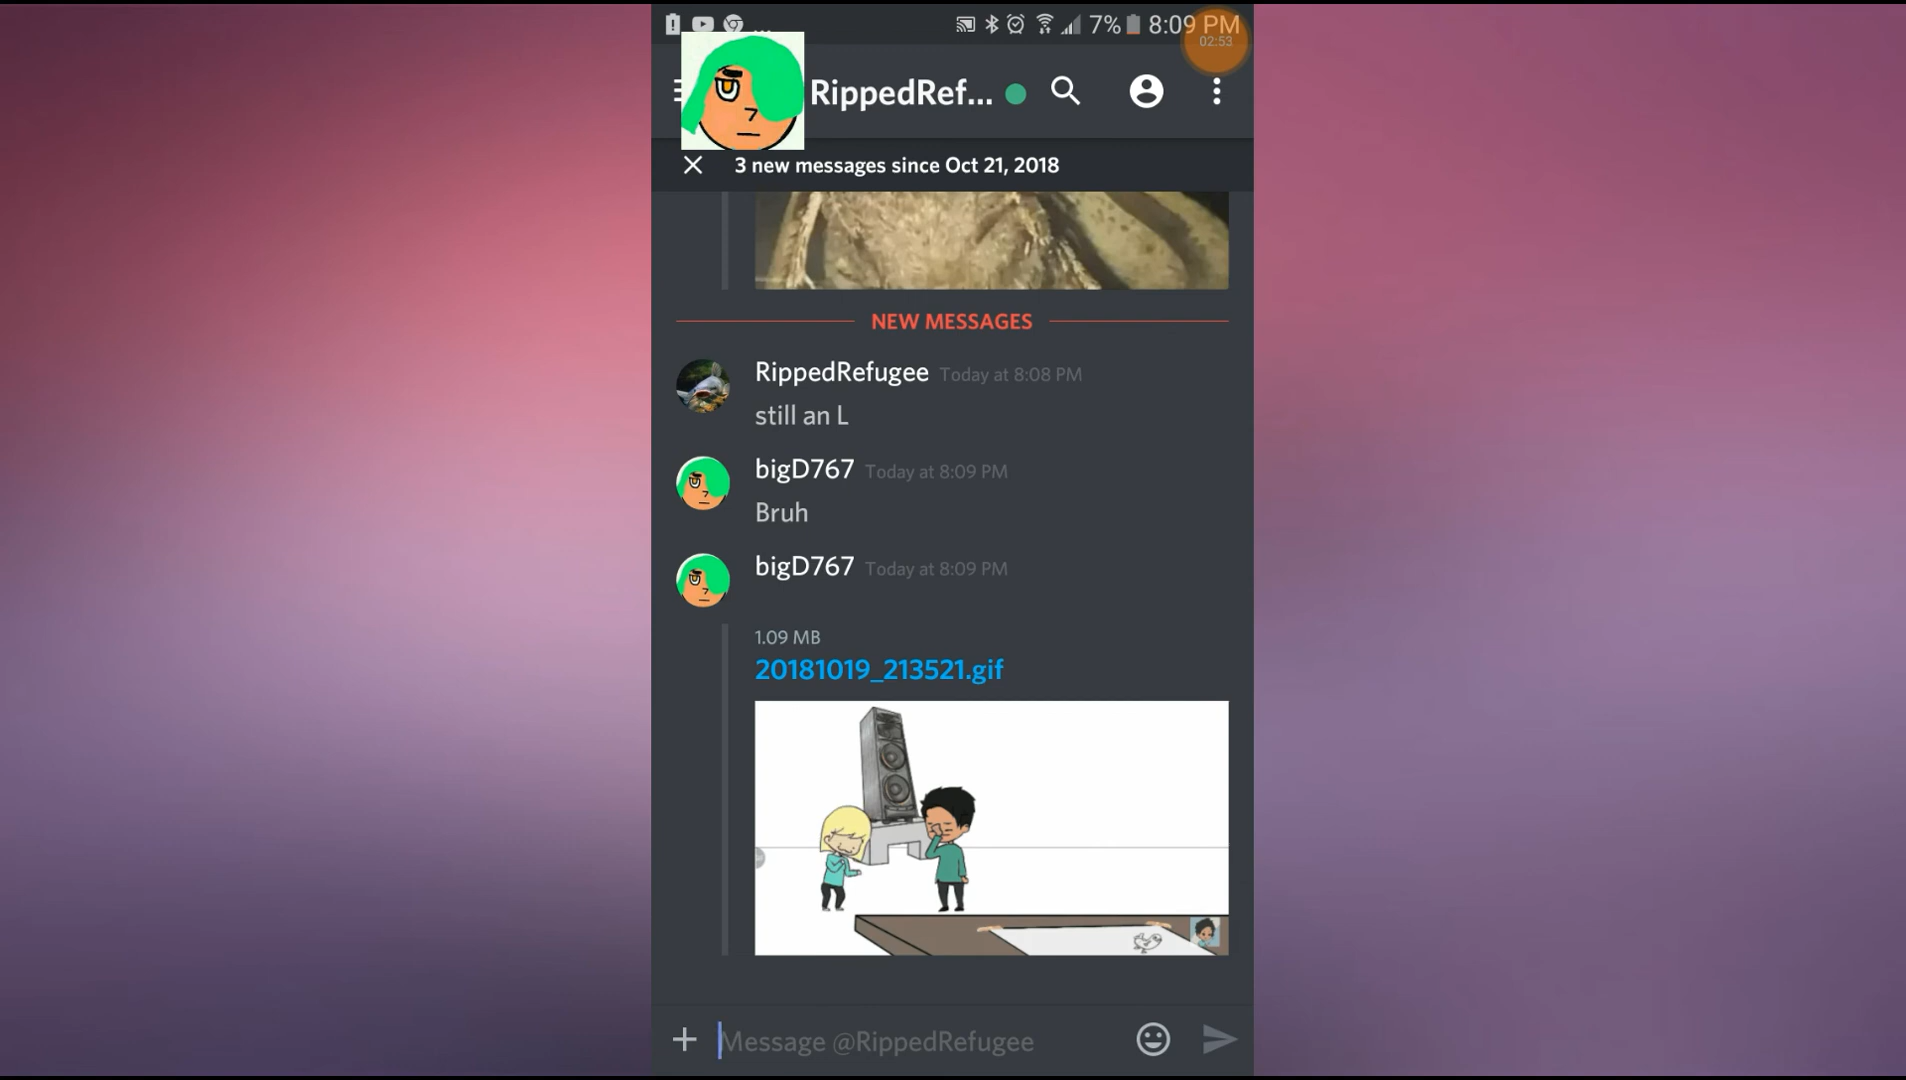 7% 8:09 PM
02:53
RippedRef...
3 new messages since Oct 21, 2018
NEW MESSAGES
RippedRefugee Today at 8:08 PM
still an L
bigD767 Today at 8:09 PM
Bruh
bigD767 Today at 8:09 PM
1.09 MB
20181019_213521.gif
Message @RippedRefugee